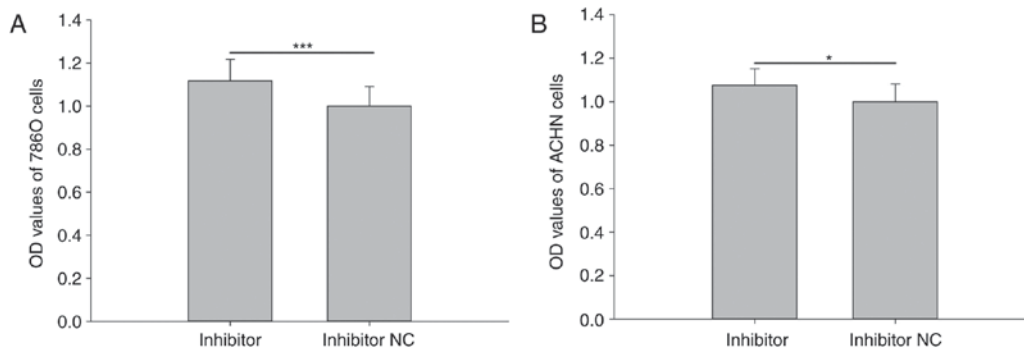 A
OD values of 786O cells
1.4
1.2
1.0
0.8
0.6
0.4
0.2
0.0
***
Inhibitor
Inhibitor NC
B
OD values of ACHN cells
1.4
1.2
1.0
0.8
0.6
0.4
0.2
0.0
*
Inhibitor
Inhibitor NC